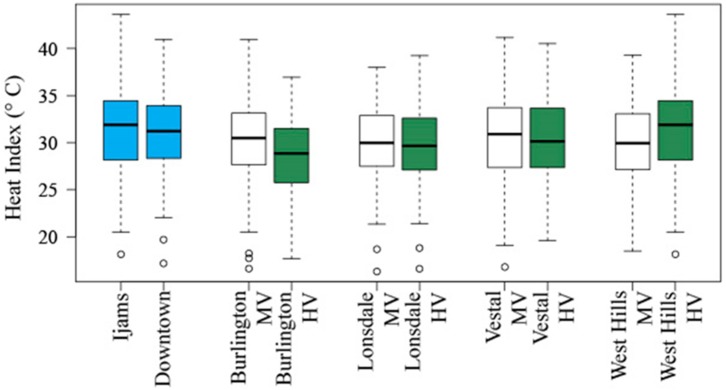 Heat Index (° C)
40
35
30
25
20
Ijams
Downtown
Burlington
MV
Burlington
HV
Lonsdale
MV
Lonsdale
HV
Vestal
MV
Vestal
HV
West Hills
MV
West Hills
HV